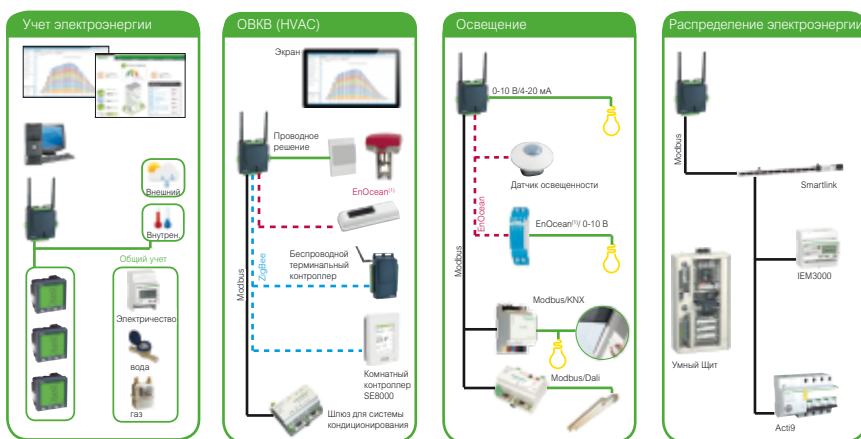 Учет электроэнергии
Внешний
Внутрен.
Общий учет
Электричество
вода
газ
ОВКВ (HVAC)
Экран
Проводное
решение
EnOcean(1)
ZigBee
Modbus
Беспроводной
терминальный
контроллер
Комнатный
контроллер
SE8000
Шлюз для системы
кондиционирования
Освещение
0-10 В/4-20 мА
Датчик освещенности
EnOcean
EnOcean(1)/ 0-10 В
Modbus
Modbus/KNX
Modbus/Dali
Распределение электроэнергии
Modbus
Smartlink
IEM3000
Умный Щит
Acti9